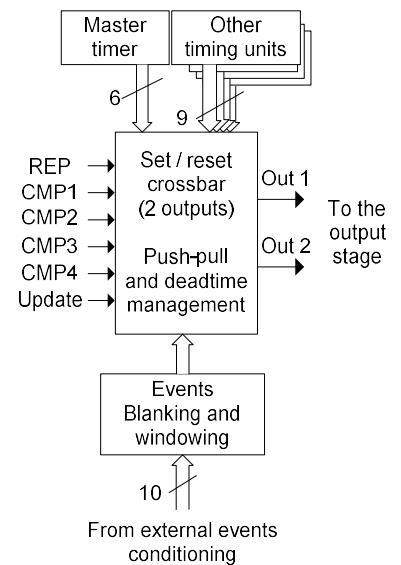 Master
timer
Other
timing units
6
9
REP
CMP1
CMP2
CMP3
CMP4
Update
Set / reset
crossbar
(2 outputs)
Push-pull
and deadtime
management
Out 1
Out 2
To the
output
stage
Events
Blanking and
windowing
10
From external events
conditioning